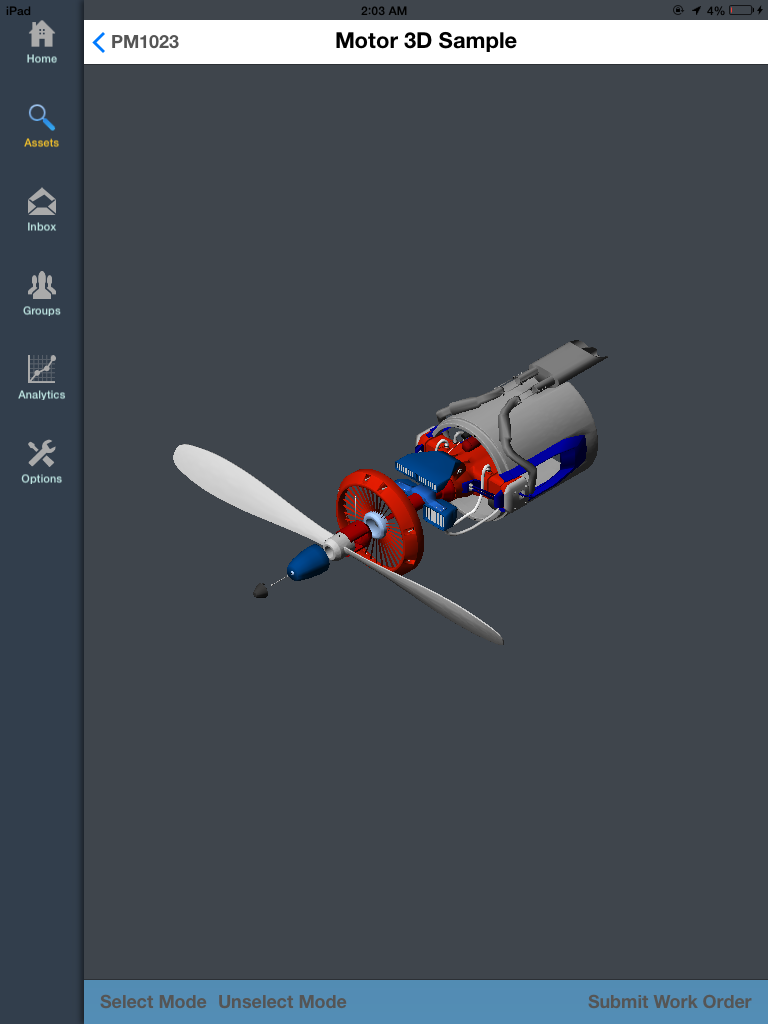 iPad 2:03 AM 4%
PM1023 Motor 3D Sample
Home
Assets
Inbox
Groups
Analytics
Options
Select Mode Unselect Mode Submit Work Order